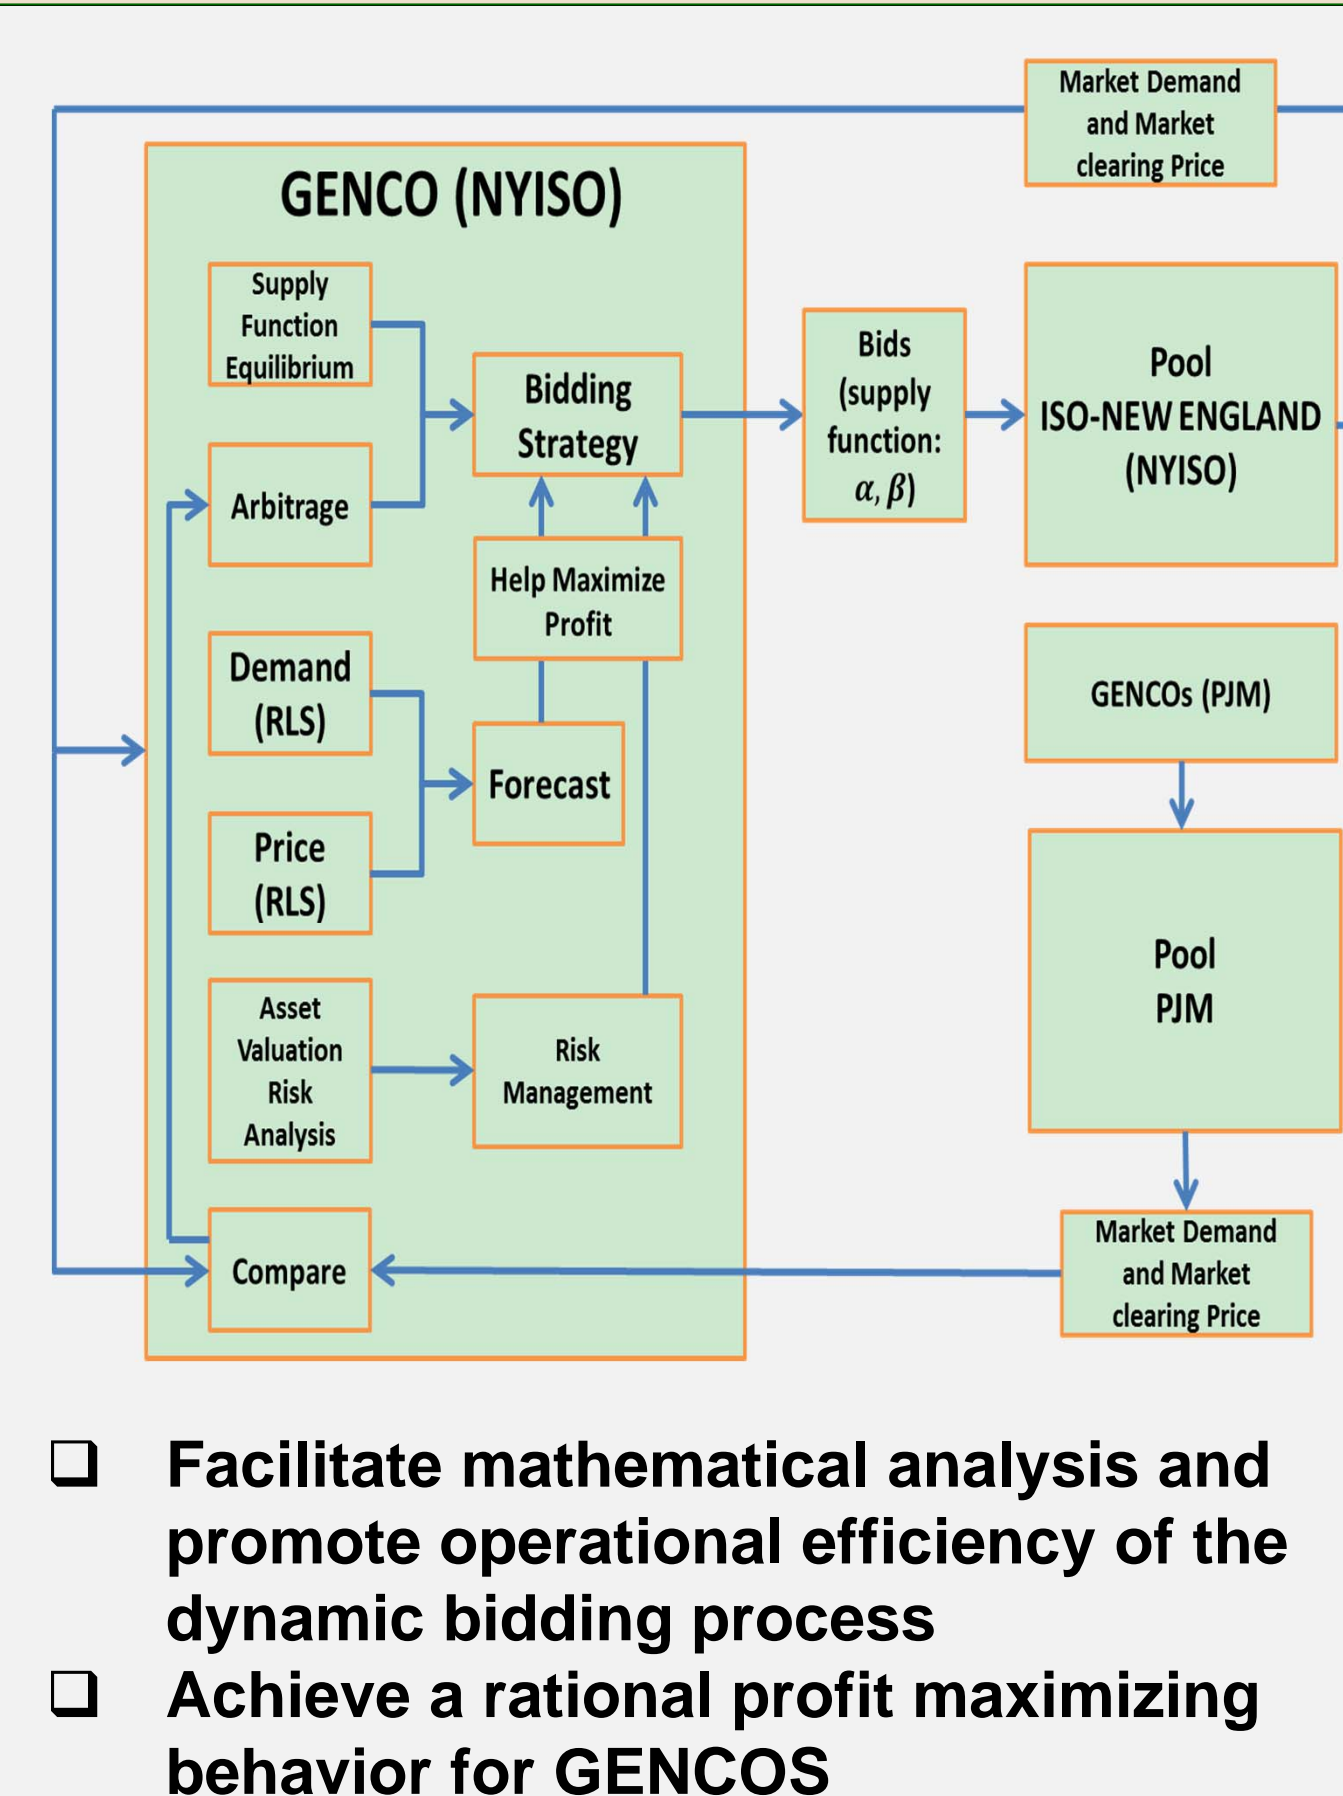 Market Demand
and Market
clearing Price
GENCO (NYISO)
Supply
Function
Equilibrium
Bidding
Strategy
Bids
(supply
function:
α, β)
Pool
ISO-NEW ENGLAND
(NYISO)
Arbitrage
Help Maximize
Profit
Demand
(RLS)
GENCOs (PJM)
Forecast
Price
(RLS)
Pool
PJM
Asset
Valuation
Risk
Analysis
Risk
Management
Compare
Market Demand
and Market
clearing Price
❑ Facilitate mathematical analysis and
promote operational efficiency of the
dynamic bidding process
❑ Achieve a rational profit maximizing
behavior for GENCOS